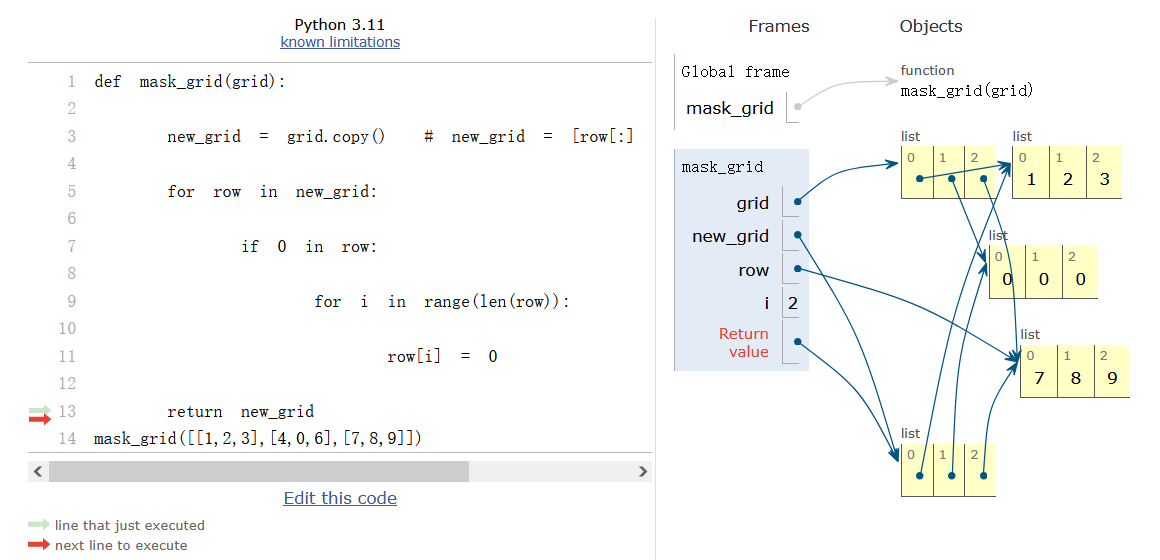 Python 3.11
known limitations
1 def mask_grid(grid):
2
3 new_grid = grid.copy() # new_grid = [row[:]
4
5 for row in new_grid:
6
7 if 0 in row:
8
9 for i in range(len(row)):
10
11 row[i] = 0
12
13 return new_grid
14 mask_grid([[1,2,3],[4,0,6],[7,8,9]])
Edit this code
line that just executed
next line to execute
Frames Objects
Global frame
mask_grid
function
mask_grid(grid)
mask_grid
grid
new_grid
row
i 2
Return
value
list
0 1 2
list
0 1 2
1 2 3
list
0 1 2
0 0 0
list
0 1 2
7 8 9
list
0 1 2